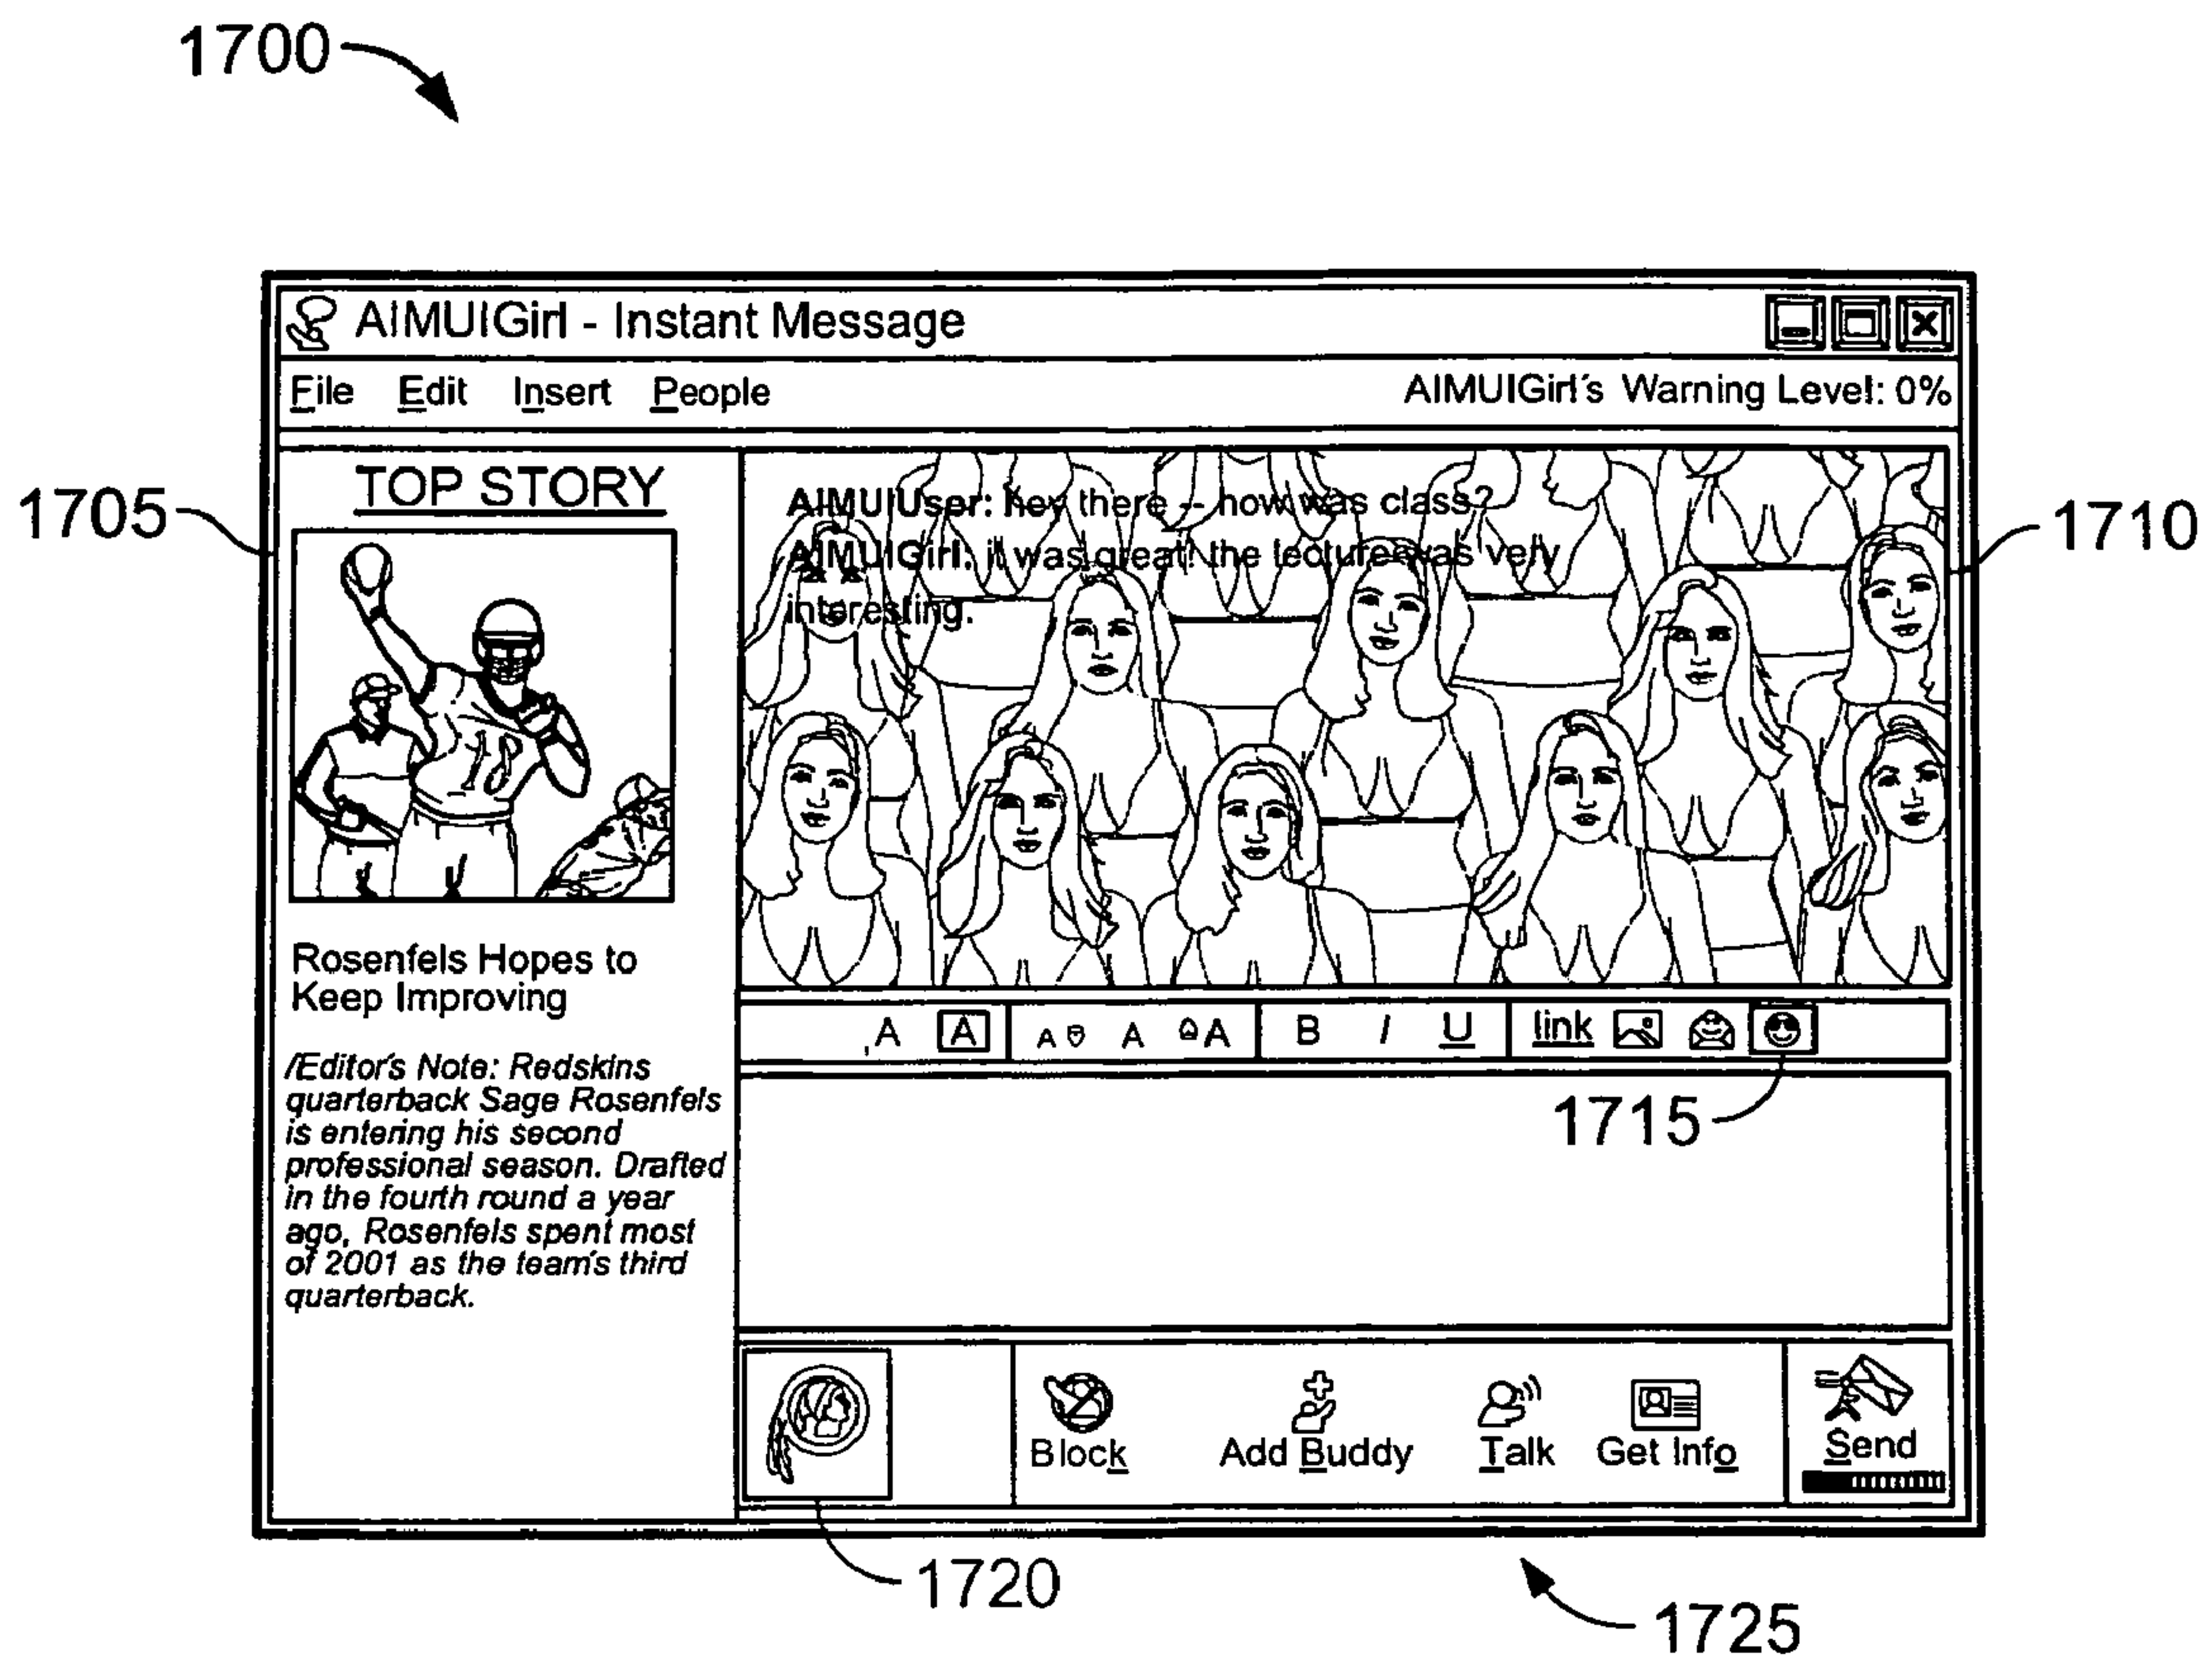 1700
AIMUIGirl - Instant Message
File Edit Insert People AIMUIGirl's Warning Level: 0%
1705
TOP STORY
1710
AIMUIUser: hey there -- how was class?
AIMUIGirl: it was great! the lecture was very
interesting.
18
Rosenfels Hopes to
Keep Improving
/Editor's Note: Redskins
quarterback Sage Rosenfels
is entering his second
professional season. Drafted
in the fourth round a year
ago, Rosenfels spent most
of 2001 as the team's third
quarterback.
A A A A A B I U link
1715
Block Add Buddy Talk Get Info Send
1720
1725